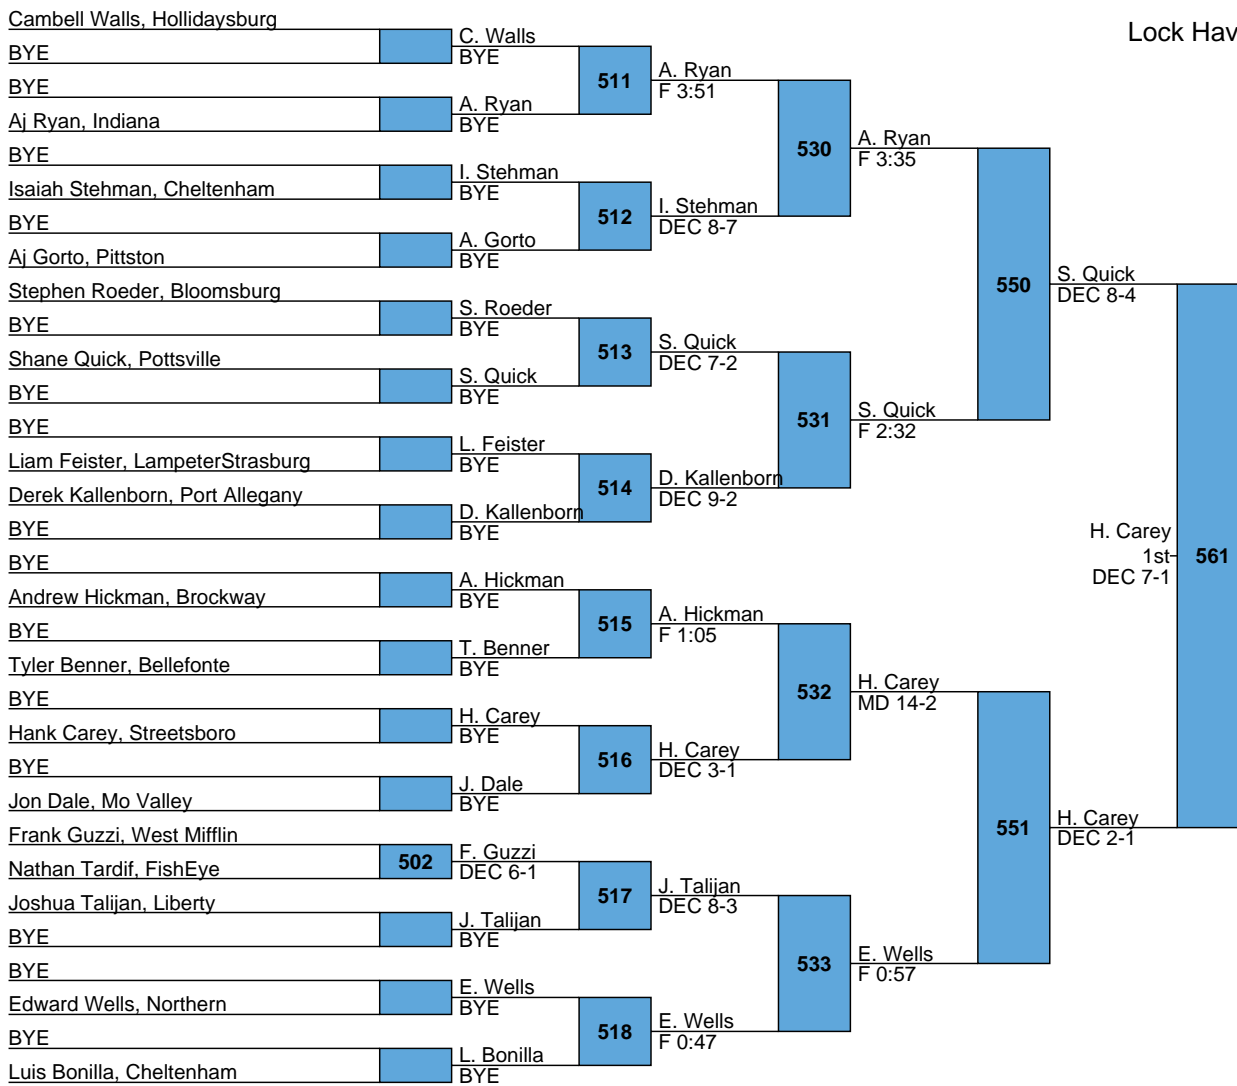 Cambell Walls, Hollidaysburg
BYE
BYE
Aj Ryan, Indiana
BYE
Isaiah Stehman, Cheltenham
BYE
Aj Gorto, Pittston
Stephen Roeder, Bloomsburg
BYE
Shane Quick, Pottsville
BYE
BYE
Liam Feister, LampeterStrasburg
Derek Kallenborn, Port Allegany
BYE
BYE
Andrew Hickman, Brockway
BYE
Tyler Benner, Bellefonte
BYE
Hank Carey, Streetsboro
BYE
Jon Dale, Mo Valley
Frank Guzzi, West Mifflin
Nathan Tardif, FishEye
Joshua Talijan, Liberty
BYE
BYE
Edward Wells, Northern
BYE
Luis Bonilla, Cheltenham
502
C. Walls
BYE
A. Ryan
BYE
I. Stehman
BYE
A. Gorto
BYE
S. Roeder
BYE
S. Quick
BYE
L. Feister
BYE
D. Kallenborn
BYE
A. Hickman
BYE
T. Benner
BYE
H. Carey
BYE
J. Dale
BYE
F. Guzzi
DEC 6-1
J. Talijan
BYE
E. Wells
BYE
L. Bonilla
BYE
511
512
513
514
515
516
517
518
A. Ryan
F 3:51
I. Stehman
DEC 8-7
S. Quick
DEC 7-2
D. Kallenborn
DEC 9-2
A. Hickman
F 1:05
H. Carey
DEC 3-1
J. Talijan
DEC 8-3
E. Wells
F 0:47
530
531
532
533
A. Ryan
F 3:35
S. Quick
F 2:32
H. Carey
MD 14-2
E. Wells
F 0:57
550
551
S. Quick
DEC 8-4
H. Carey
DEC 2-1
H. Carey
1st
DEC 7-1
561
Lock Hav